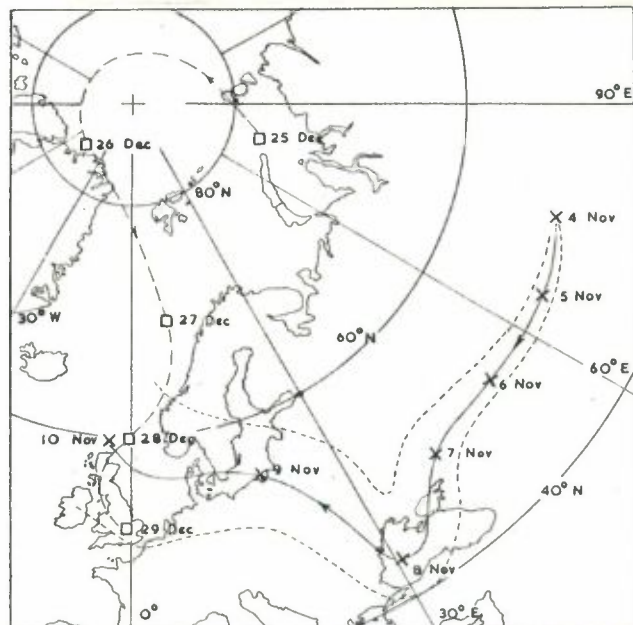 90°E
26 Dec
25 Dec
80°N
4 Nov
5 Nov
30°W
27 Dec
60°N
60°E
6 Nov
10 Nov
28 Dec
7 Nov
9 Nov
40°N
29 Dec
8 Nov
0°
30°E